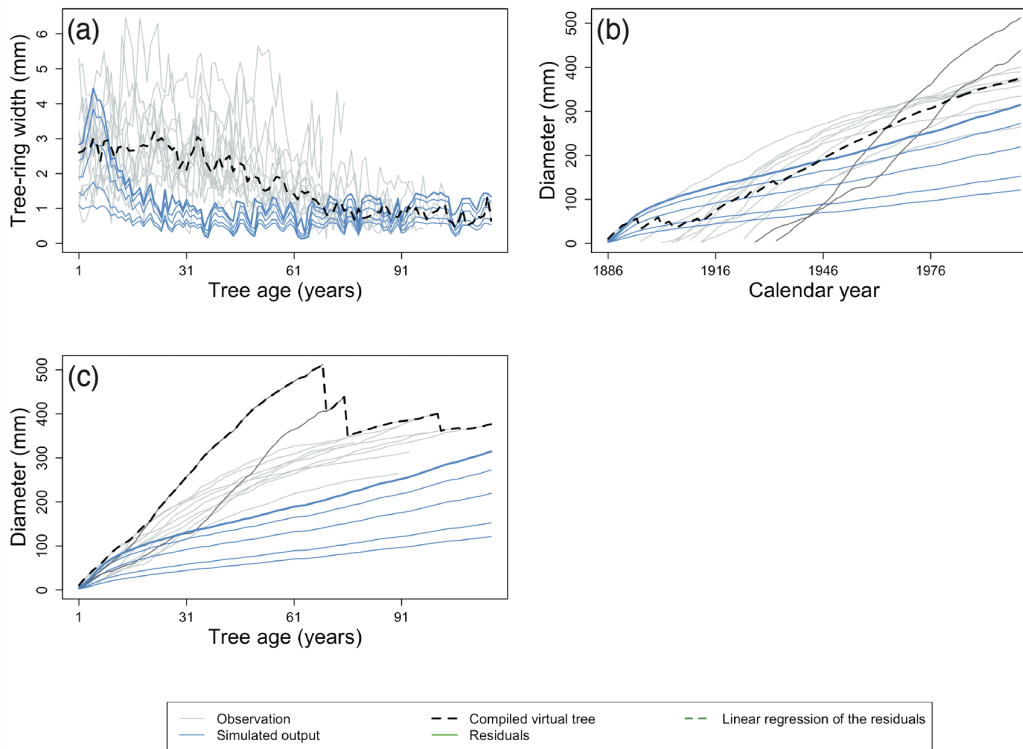 (a)
Tree-ring width (mm)
6
5
4
3
2
1
0
1 31 61 91
Tree age (years)
(b)
Diameter (mm)
500
400
300
200
100
0
1886 1916 1946 1976
Calendar year
(c)
Diameter (mm)
500
400
300
200
100
0
1 31 61 91
Tree age (years)
Observation
Simulated output
Compiled virtual tree
Residuals
Linear regression of the residuals